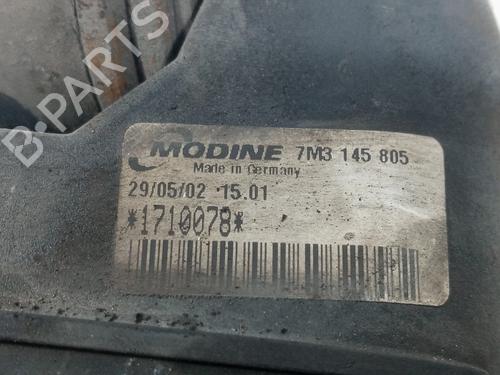 B-PARTS
MODINE 7M3 145 805
Made in Germany
29/05/02 15.01
*1710078*